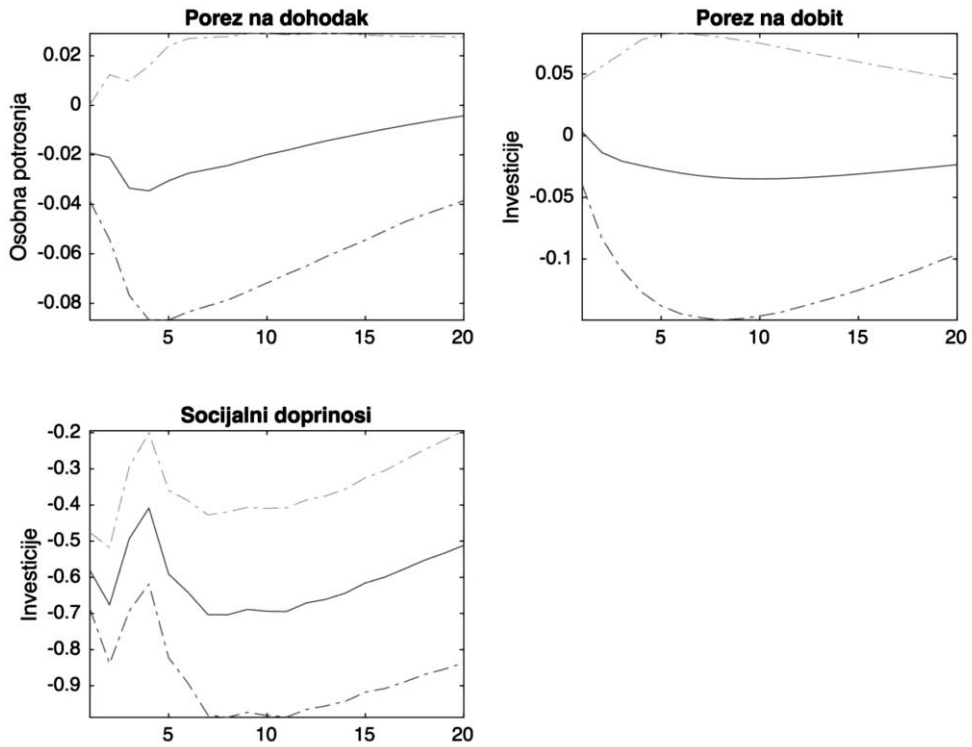 Porez na dohodak
Osobna potrosnja
0.02
0
-0.02
-0.04
-0.06
-0.08
5 10 15 20
Porez na dobit
Investicije
0.05
0
-0.05
-0.1
5 10 15 20
Socijalni doprinosi
Investicije
-0.2
-0.3
-0.4
-0.5
-0.6
-0.7
-0.8
-0.9
5 10 15 20